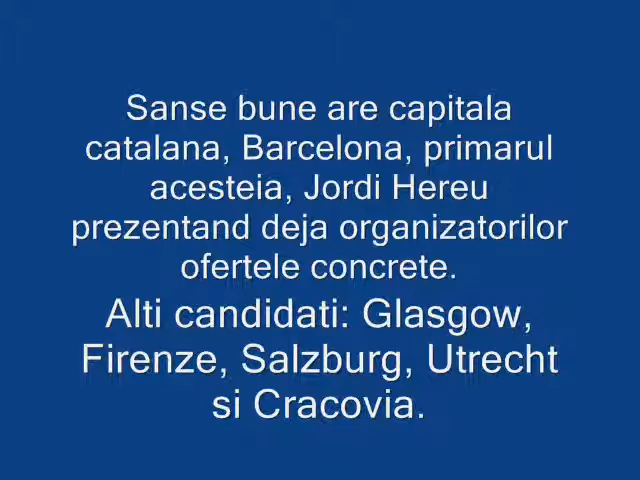 Sanse bune are capitala
catalana, Barcelona, primarul
acesteia, Jordi Hereu
prezentand deja organizatorilor
ofertele concrete.
Alti candidati: Glasgow,
Firenze, Salzburg, Utrecht
si Cracovia.